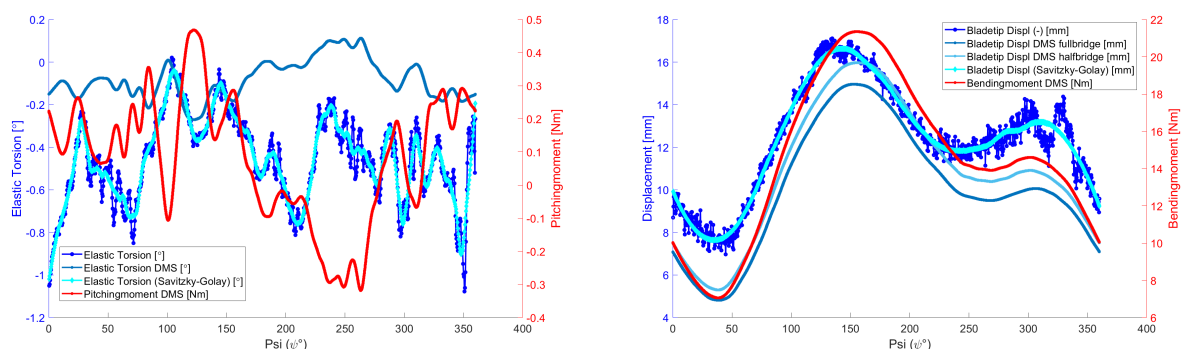 0.2
0
-0.2
-0.4
-0.6
-0.8
-1
-1.2
Elastic Torsion [°]
0.5
0.4
0.3
0.2
0.1
0
-0.1
-0.2
-0.3
-0.4
Pitchingmoment [Nm]
Elastic Torsion [°]
Elastic Torsion DMS [°]
Elastic Torsion (Savitzky-Golay) [°]
Pitchingmoment DMS [Nm]
0 50 100 150 200 250 300 350 400
Psi (ψ°)
18
16
14
12
10
8
6
4
Displacement [mm]
22
20
18
16
14
12
10
8
6
Bendingmoment [Nm]
Bladetip Displ (-) [mm]
Bladetip Displ DMS fullbridge [mm]
Bladetip Displ DMS halfbridge [mm]
Bladetip Displ (Savitzky-Golay) [mm]
Bendingmoment DMS [Nm]
0 50 100 150 200 250 300 350 400
Psi (ψ°)